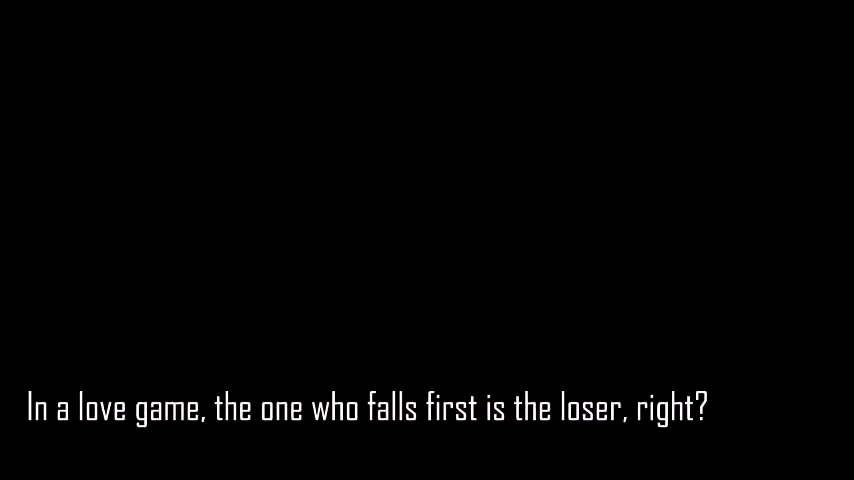 In a love game, the one who falls first is the loser, right?